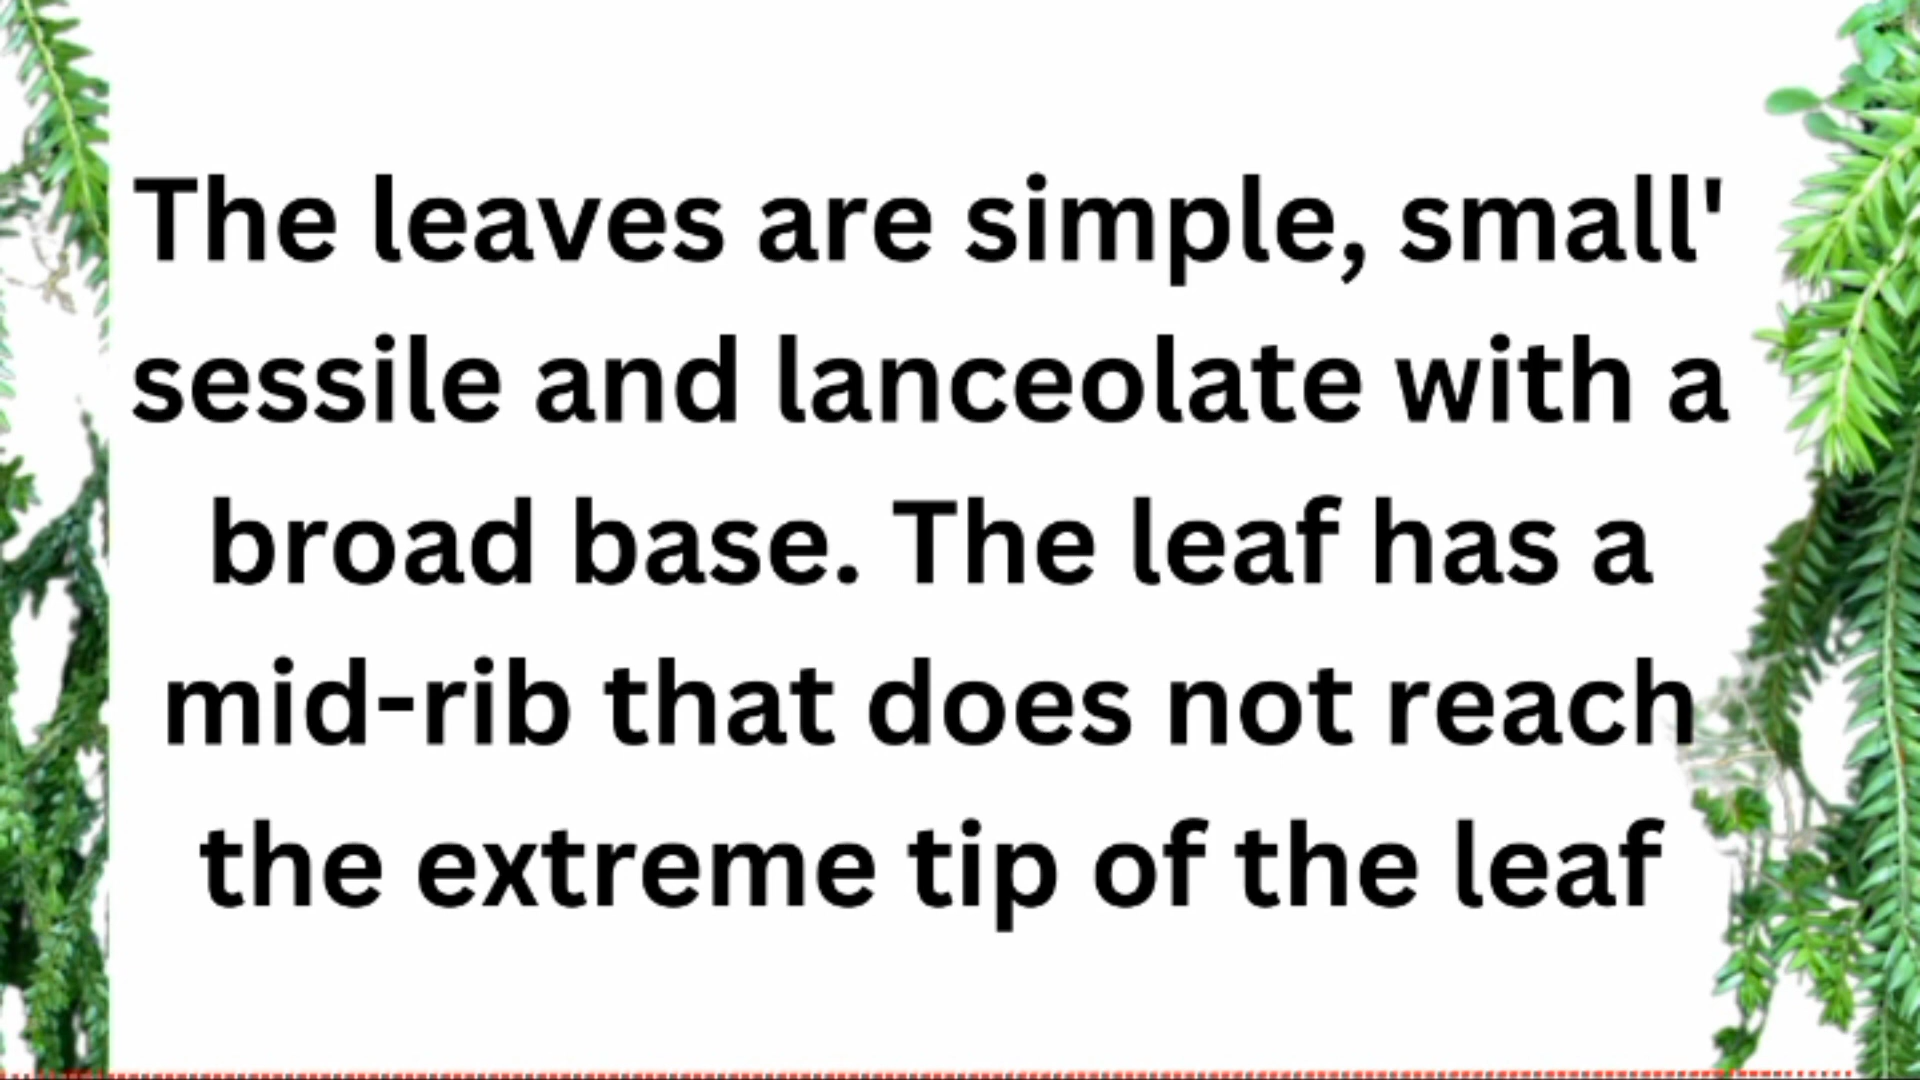 The leaves are simple, small'
sessile and lanceolate with a
broad base. The leaf has a
mid-rib that does not reach
the extreme tip of the leaf